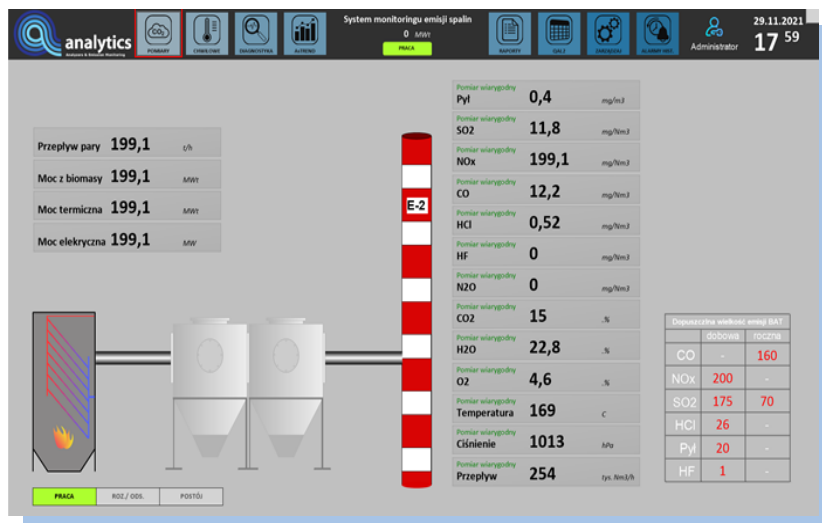 analytics
Analyzers & Emission Monitoring
POMIARY
CHWILOWE
DIAGNOSTYKA
AnTREND
System monitoringu emisji spalin
0 MWt
PRACA
RAPORTY
QAL2
ZARZĄDZAJ
Administrator
29.11.2021
17 59
Przepływ pary 199,1 t/h
Moc z biomasy 199,1 MWt
Moc termiczna 199,1 MWt
Moc elekryczna 199,1 MW
E-2
Pomiar wiarygodny
Pył 0,4 mg/m3
Pomiar wiarygodny
SO2 11,8 mg/Nm3
Pomiar wiarygodny
NOx 199,1 mg/Nm3
Pomiar wiarygodny
CO 12,2 mg/Nm3
Pomiar wiarygodny
HCl 0,52 mg/Nm3
Pomiar wiarygodny
HF 0 mg/Nm3
Pomiar wiarygodny
N2O 0 mg/Nm3
Pomiar wiarygodny
CO2 15 .%
Pomiar wiarygodny
H2O 22,8 .%
Pomiar wiarygodny
O2 4,6 .%
Pomiar wiarygodny
Temperatura 169 C
Pomiar wiarygodny
Ciśnienie 1013 hPa
Pomiar wiarygodny
Przepływ 254 tys. Nm3/h
Dopuszczlna wielkość emisji BAT
dobowa roczna
CO - 160
NOx 200 -
SO2 175 70
HCl 26 -
Pył 20 -
HF 1 -
PRACA ROZ./ ODS. POSTÓJ